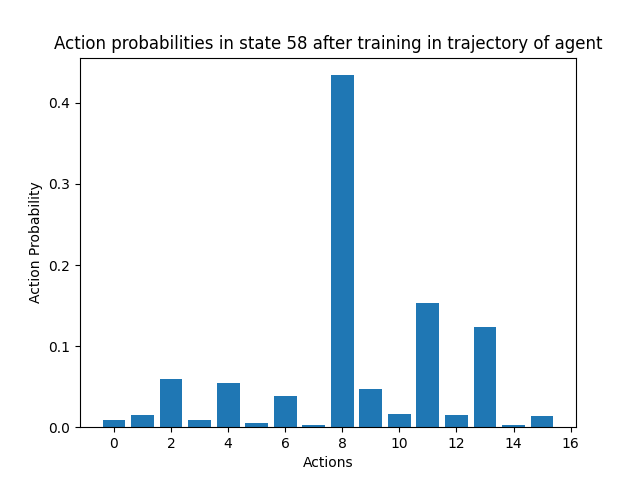 Action probabilities in state 58 after training in trajectory of agent
Action Probability
0.4
0.3
0.2
0.1
0.0
0 2 4 6 8 10 12 14 16
Actions